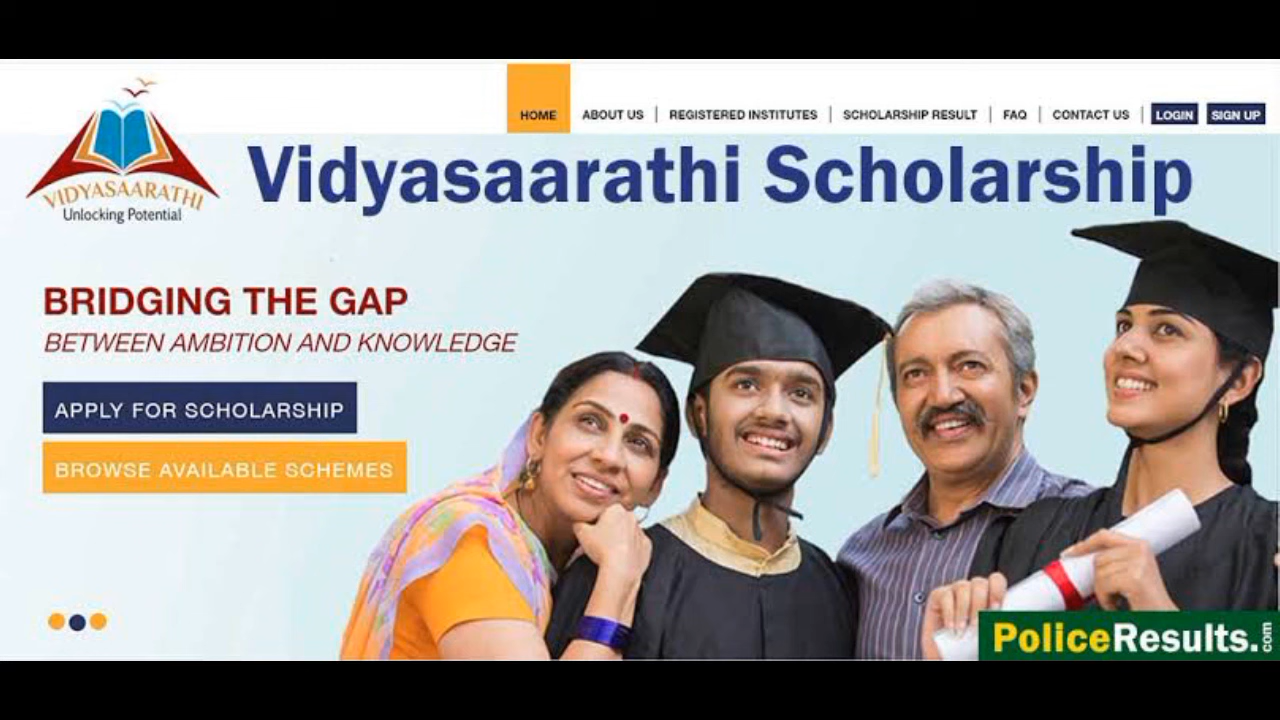 HOME
ABOUT US | REGISTERED INSTITUTES | SCHOLARSHIP RESULT | FAQ | CONTACT US | LOGIN SIGN UP
VIDYASAARATHI
Unlocking Potential
Vidyasaarathi Scholarship
BRIDGING THE GAP
BETWEEN AMBITION AND KNOWLEDGE
APPLY FOR SCHOLARSHIP
BROWSE AVAILABLE SCHEMES
PoliceResults.com